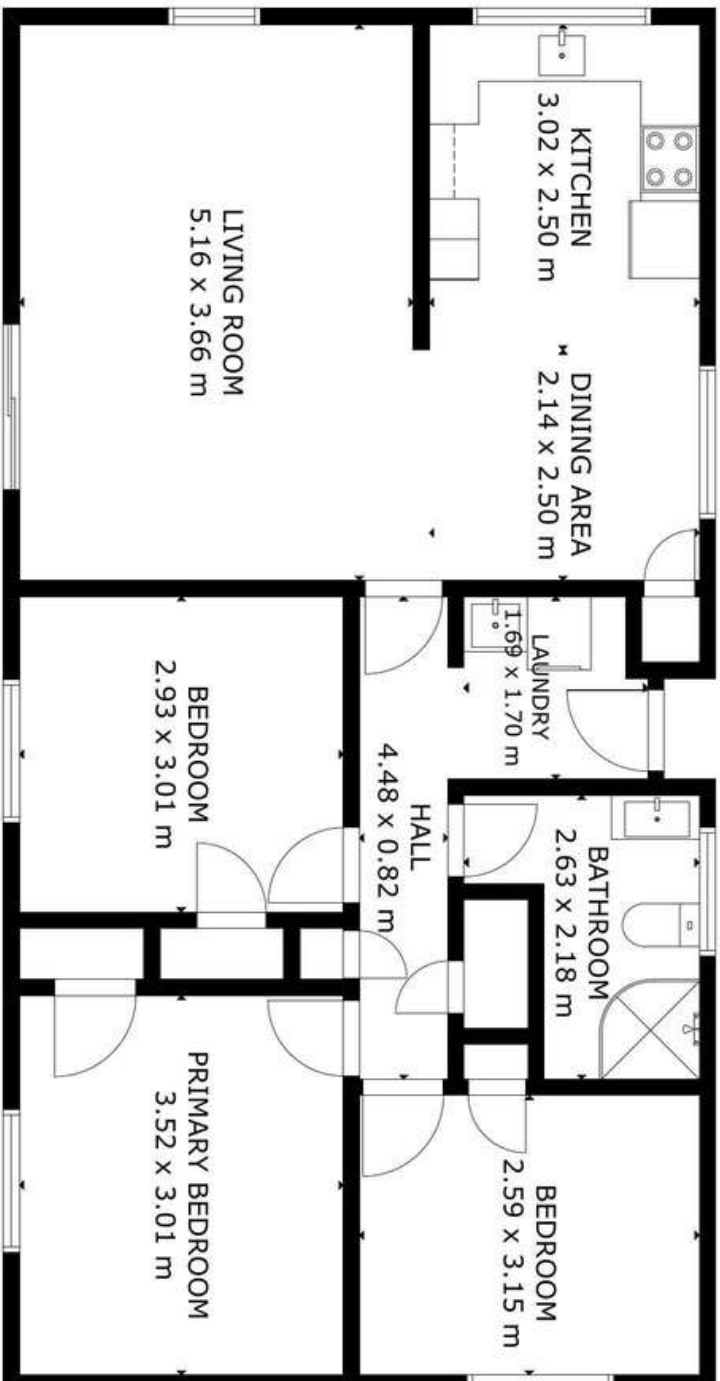 KITCHEN
3.02 x 2.50 m
DINING AREA
2.14 x 2.50 m
LIVING ROOM
5.16 x 3.66 m
LAUNDRY
1.69 x 1.70 m
BATHROOM
2.63 x 2.18 m
HALL
4.48 x 0.82 m
BEDROOM
2.93 x 3.01 m
BEDROOM
2.59 x 3.15 m
PRIMARY BEDROOM
3.52 x 3.01 m